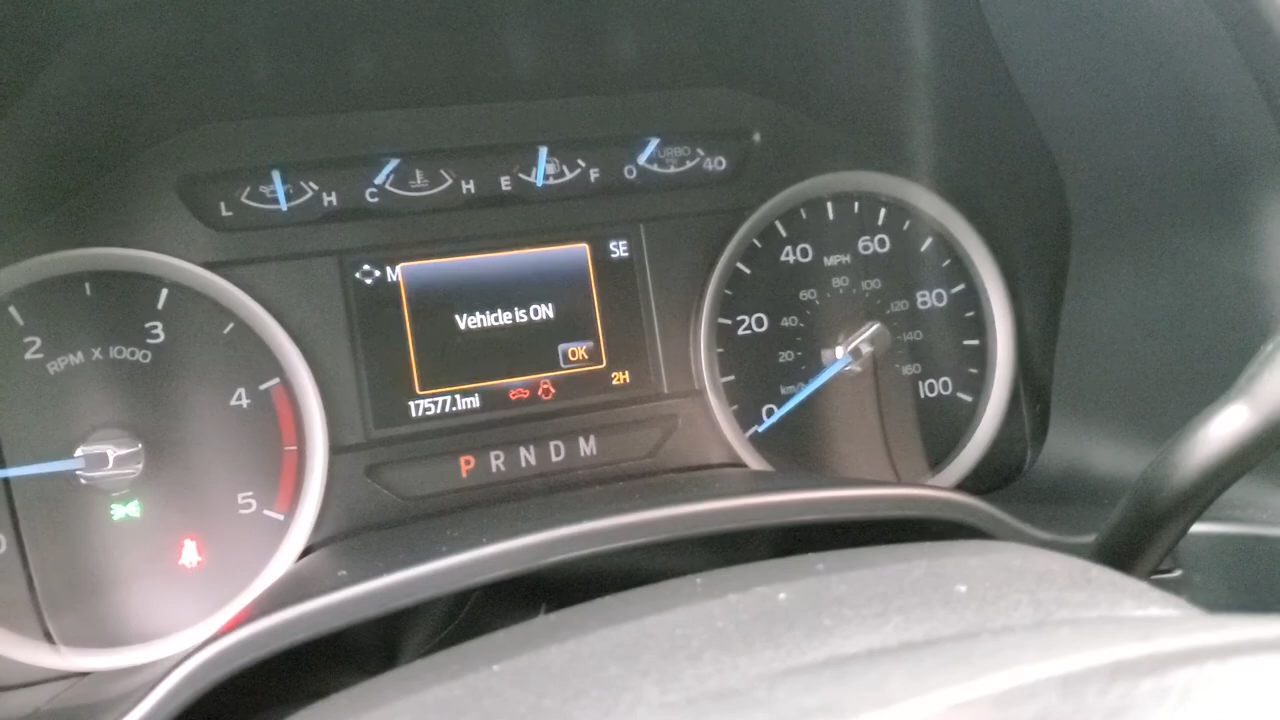 L H C H E F O TURBO PSI 40
M SE
Vehicle is ON
OK
17577.1mi 2H
P R N D M
2 3 4 5
RPM X 1000
0 20 40 60 80 100
MPH
km/h 20 40 60 80 100 120 140 160